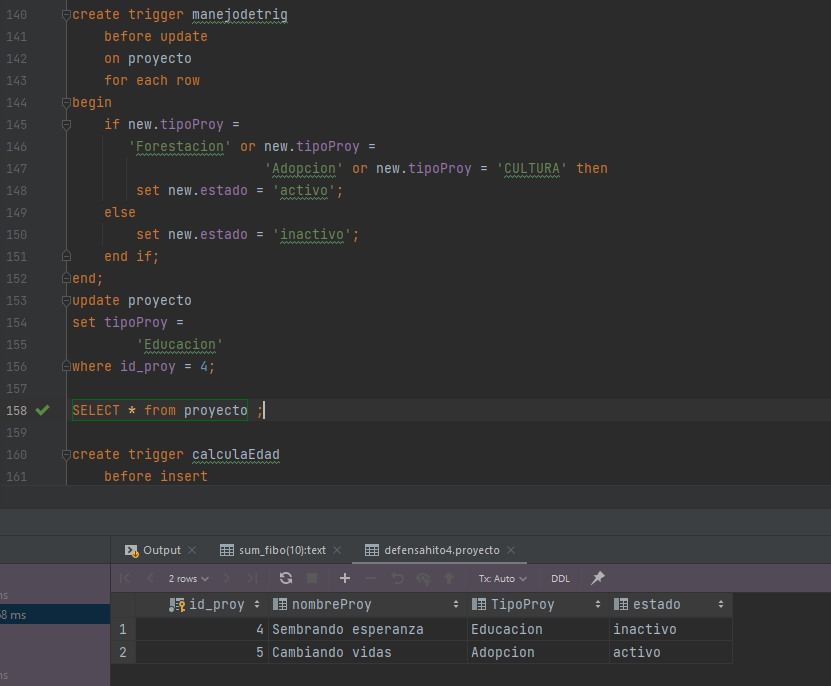 140 create trigger manejodetrig
141 before update
142 on proyecto
143 for each row
144 begin
145 if new.tipoProy =
146 'Forestacion' or new.tipoProy =
147 'Adopcion' or new.tipoProy = 'CULTURA' then
148 set new.estado = 'activo';
149 else
150 set new.estado = 'inactivo';
151 end if;
152 end;
153 update proyecto
154 set tipoProy =
155 'Educacion'
156 where id_proy = 4;
157
158 SELECT * from proyecto ;
159
160 create trigger calculaEdad
161 before insert
Output sum_fibo(10):text defensahito4.proyecto
2 rows Tx: Auto DDL
id_proy nombreProy TipoProy estado
1 4 Sembrando esperanza Educacion inactivo
2 5 Cambiando vidas Adopcion activo
8 ms